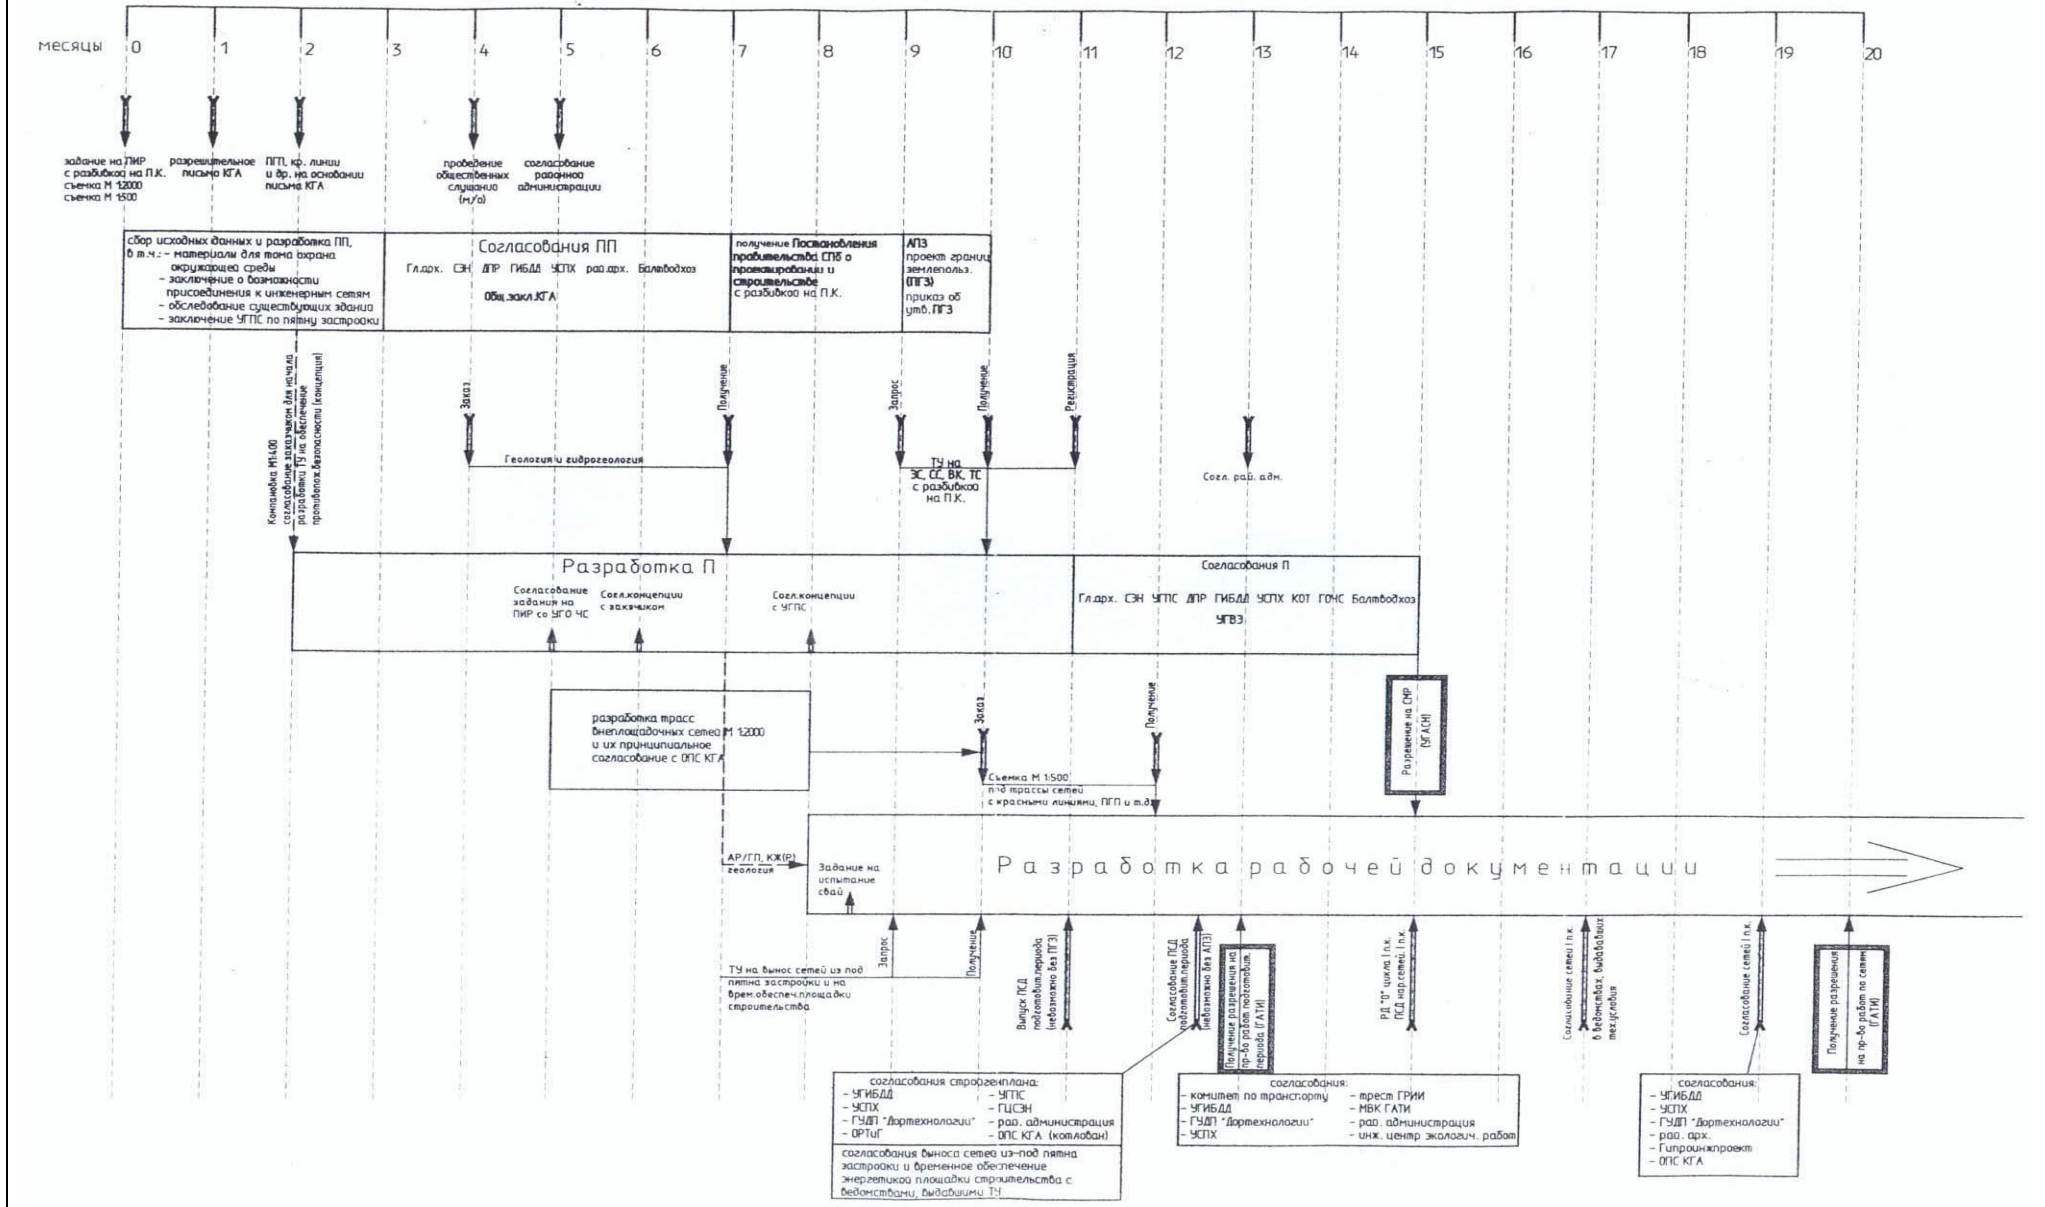 месяцы 0 1 2 3 4 5 6 7 8 9 10 11 12 13 14 15 16 17 18 19 20
задание на ПИР
с разбивкой на П.К.
съемка М 1:2000
съемка М 1:500
разрешительное
письмо КГА
ПГП, кр. линии
и др. на основании
письма КГА
проведение
общественных
слушаний
(м/о)
согласование
районной
администрации
сбор исходных данных и разработка ПП,
в т.ч.: - материалы для тома охрана
окружающей среды
- заключение о возможности
присоединения к инженерным сетям
- обследование существующих зданий
- заключение УГПС по пятну застройки
Согласования ПП
Гл.арх. СЭН ДПР ГИБДД УСПХ рай.арх. Балтводхоз
Общ.закл.КГА
получение Постановления
правительства СПб о
проектировании и
строительстве
с разбивкой на П.К.
АПЗ
проект границ
землепольз.
(ПГЗ)
приказ об
утв. ПГЗ
Компановка М1:400
согласование заказчиком для начала
разработки ТУ на обеспечение
противопож.безопасности (концепция)
Заказ
Получение
Геология и гидрогеология
Запрос
Получение
Регистрация
ТУ на
ЭС, СС, ВК, ТС
с разбивкой
на П.К.
Согл. рай. адм.
Разработка П
Согласование
задания на
ПИР со УГО ЧС
Согл.концепции
с заказчиком
Согл.концепции
с УГПС
Согласования П
Гл.арх. СЭН УГПС ДПР ГИБДД УСПХ КОТ ГОЧС Балтводхоз
УГВЭ
разработка трасс
внеплощадочных сетей М 1:2000
и их принципиальное
согласование с ОПС КГА
Заказ
Получение
Съемка М 1:500
под трассы сетей
с красными линиями, ПГП и т.д.
Разрешение на СМР
(УГАСН)
АР/ГП, КЖ(Р)
геология
Задание на
испытание
свай
Разработка рабочей документации
ТУ на вынос сетей из под
пятна застройки и на
врем.обеспеч.площадки
строительства
Запрос
Получение
Выпуск ПСД
подготовит.периода
(невозможно без ПГЗ)
Согласование ПСД
подготовит.периода
(невозможно без АПЗ)
Получение разрешения на
пр-во работ подготовит.
периода (ГАТИ)
РД "0" цикла I п.к.
ПСД нар.сетей. I п.к.
Согласование сетей I п.к.
в ведомствах, выдававших
тех.условия
Согласование сетей I п.к.
Получение разрешения
на пр-во работ по сетям
(ГАТИ)
согласования стройгенплана:
- УГИБДД - УГПС
- УСПХ - ГЦСЭН
- ГУДП "Дортехнологии" - рай. администрация
- ОРТиГ - ОПС КГА (котлован)
согласования выноса сетей из-под пятна
застройки и временное обеспечение
энергетикой площадки строительства с
ведомствами, выдавшими ТУ
согласования:
- комитет по транспорту - трест ГРИИ
- УГИБДД - МВК ГАТИ
- ГУДП "Дортехнологии" - рай. администрация
- УСПХ - инж. центр экологич. работ
согласования:
- УГИБДД
- УСПХ
- ГУДП "Дортехнологии"
- рай. арх.
- Гипроинжпроект
- ОПС КГА